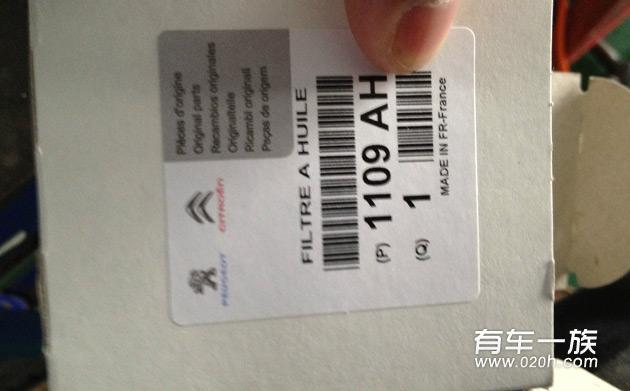 Pièces d'origine
Original parts
Recambios originales
Originalteile
Ricambi originali
Peças de origem
PEUGEOT
CITROËN
FILTRE A HUILE
(P) 1109 AH
(Q) 1
MADE IN FR-France
有车一族
www.020h.com